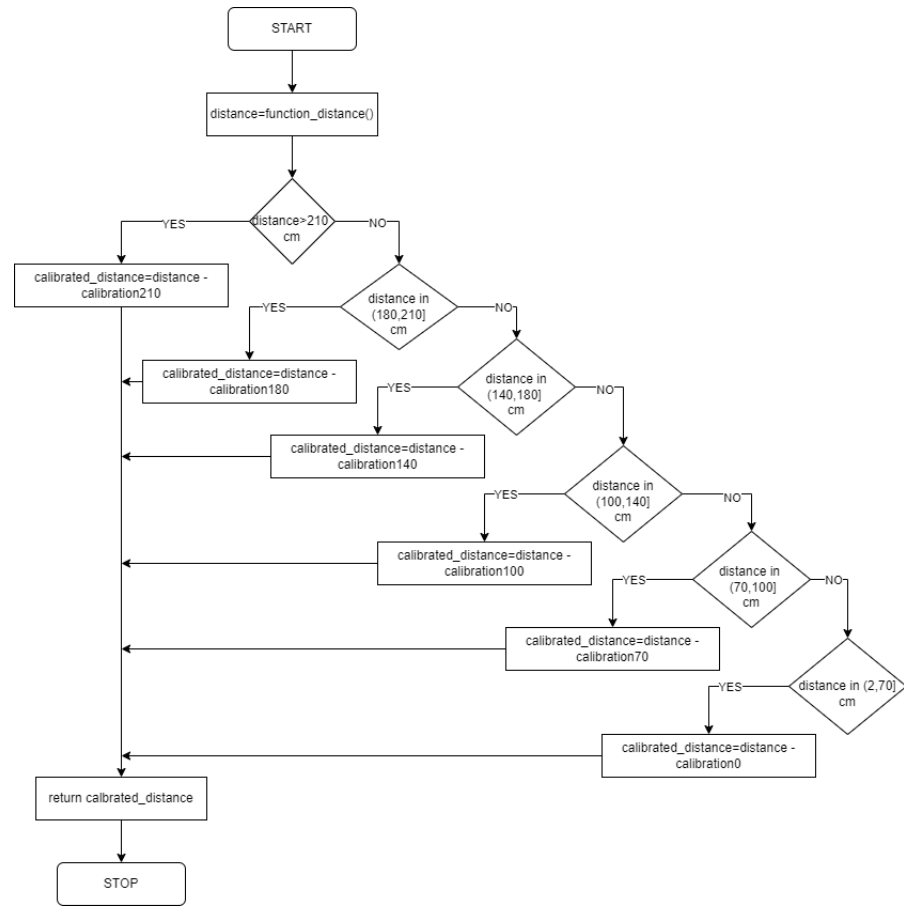 START
distance=function_distance()
distance>210
cm
YES
NO
calibrated_distance=distance -
calibration210
distance in
(180,210]
cm
YES
NO
calibrated_distance=distance -
calibration180
distance in
(140,180]
cm
YES
NO
calibrated_distance=distance -
calibration140
distance in
(100,140]
cm
YES
NO
calibrated_distance=distance -
calibration100
distance in
(70,100]
cm
YES
NO
calibrated_distance=distance -
calibration70
distance in (2,70]
cm
YES
calibrated_distance=distance -
calibration0
return calbrated_distance
STOP